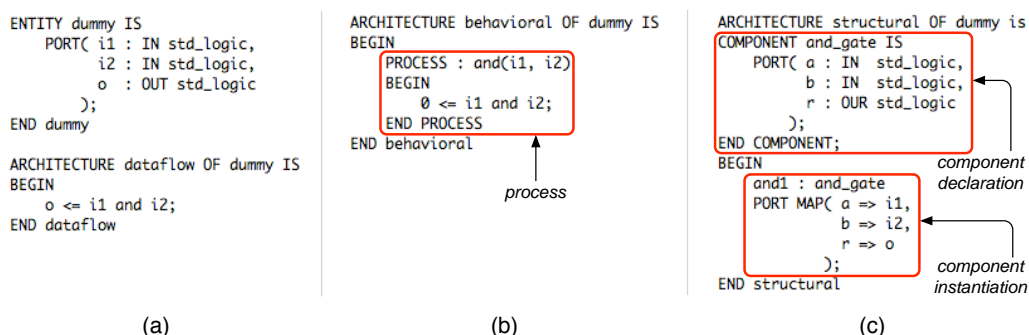 ENTITY dummy IS
PORT( i1 : IN std_logic,
i2 : IN std_logic,
o : OUT std_logic
);
END dummy
ARCHITECTURE dataflow OF dummy IS
BEGIN
o <= i1 and i2;
END dataflow
(a)
ARCHITECTURE behavioral OF dummy IS
BEGIN
PROCESS : and(i1, i2)
BEGIN
0 <= i1 and i2;
END PROCESS
END behavioral
process
(b)
ARCHITECTURE structural OF dummy is
COMPONENT and_gate IS
PORT( a : IN std_logic,
b : IN std_logic,
r : OUR std_logic
);
END COMPONENT;
component
declaration
BEGIN
and1 : and_gate
PORT MAP( a => i1,
b => i2,
r => o
);
END structural
component
instantiation
(c)